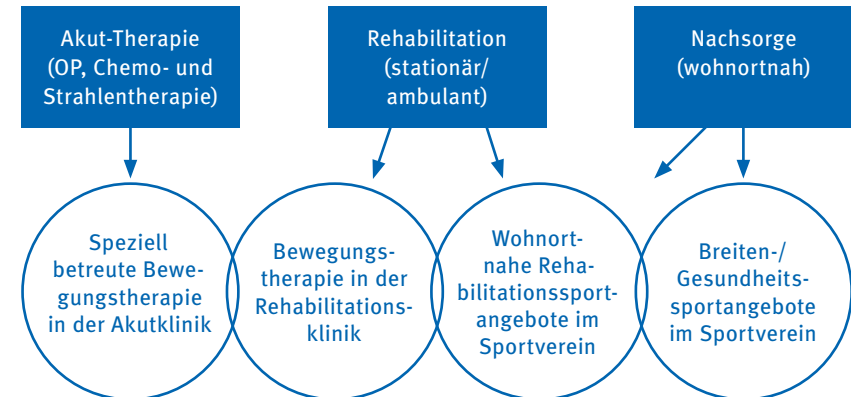 Akut-Therapie
(OP, Chemo- und
Strahlentherapie)
Rehabilitation
(stationär/
ambulant)
Nachsorge
(wohnortnah)
Speziell
betreute Bewe-
gungstherapie
in der Akutklinik
Bewegungs-
therapie in der
Rehabilitations-
klinik
Wohnort-
nahe Reha-
bilitationssport-
angebote im
Sportverein
Breiten-/
Gesundheits-
sportangebote
im Sportverein